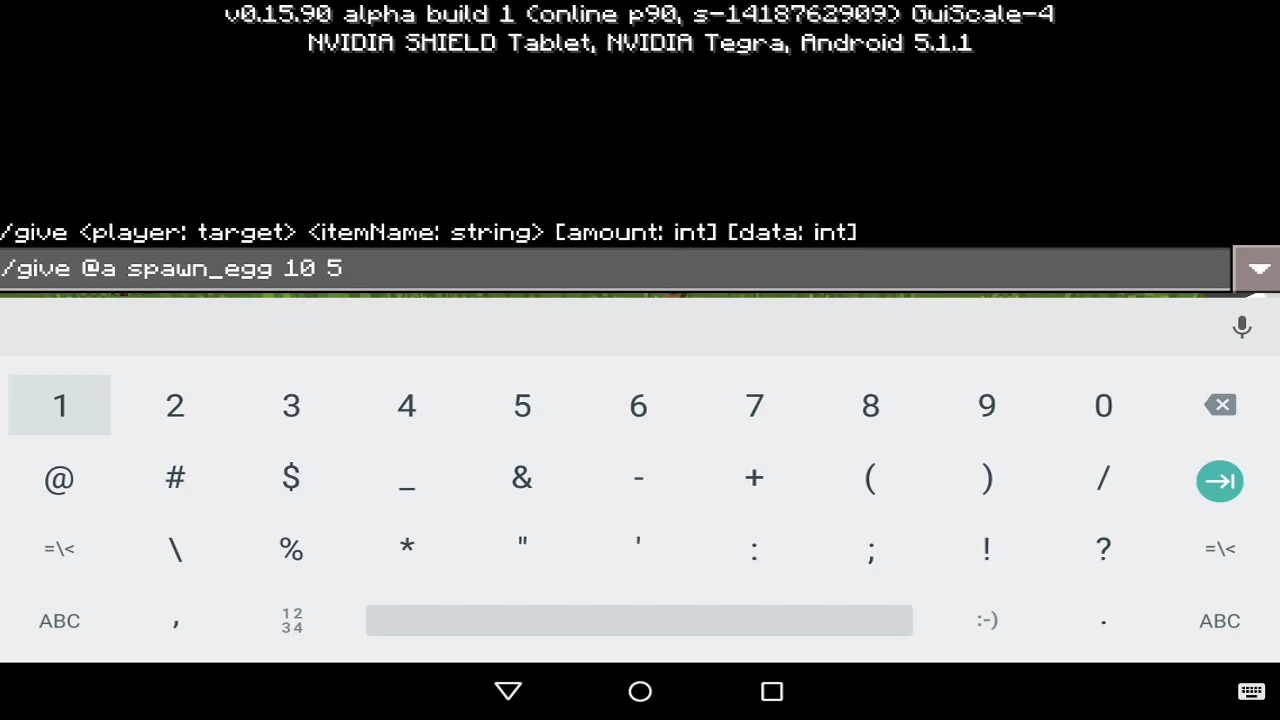 v0.15.90 alpha build 1 (online p90, s-1418762909) GuiScale-4
NVIDIA SHIELD Tablet, NVIDIA Tegra, Android 5.1.1
/give <player: target> <itemName: string> [amount: int] [data: int]
/give @a spawn_egg 10 5
1 2 3 4 5 6 7 8 9 0
@ # $ _ & - + ( ) /
=\< \ % * " ' : ; ! ? =\<
ABC , 12 34 :-) . ABC